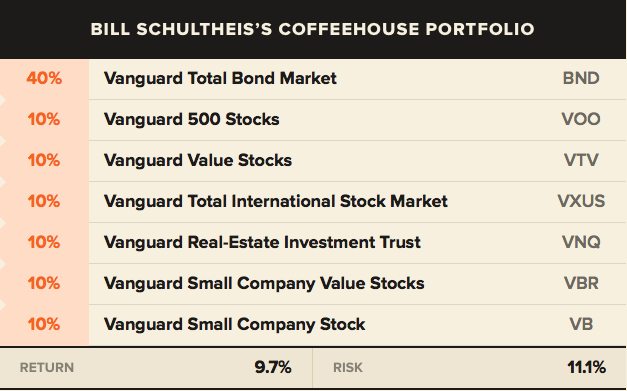 BILL SCHULTHEIS'S COFFEEHOUSE PORTFOLIO
40% Vanguard Total Bond Market BND
10% Vanguard 500 Stocks VOO
10% Vanguard Value Stocks VTV
10% Vanguard Total International Stock Market VXUS
10% Vanguard Real-Estate Investment Trust VNQ
10% Vanguard Small Company Value Stocks VBR
10% Vanguard Small Company Stock VB
RETURN 9.7% RISK 11.1%